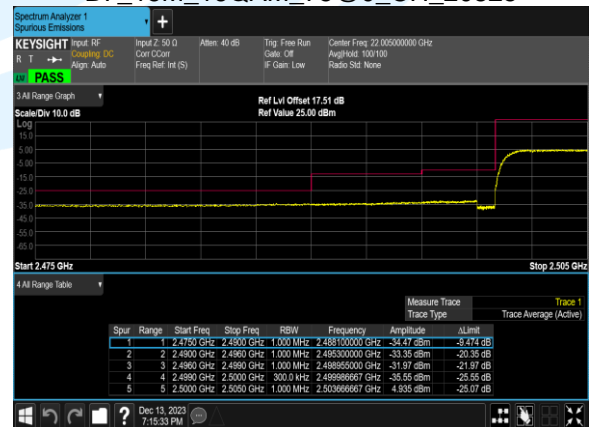 Spectrum Analyzer 1
Spurious Emissions
+
KEYSIGHT Input: RF Input Z: 50 Ω Atten: 40 dB Trig: Free Run Center Freq: 22.005000000 GHz
R T Coupling: DC Corr CCorr Gate: Off Avg|Hold: 100/100
Align: Auto Freq Ref: Int (S) IF Gain: Low Radio Std: None
LXI PASS
3 All Range Graph
Ref Lvl Offset 17.51 dB
Scale/Div 10.0 dB Ref Value 25.00 dBm
Log
15.0
5.00
-5.00
-15.0
-25.0
-35.0
-45.0
-55.0
-65.0
Start 2.475 GHz Stop 2.505 GHz
4 All Range Table
Measure Trace Trace 1
Trace Type Trace Average (Active)
Spur Range Start Freq Stop Freq RBW Frequency Amplitude ΔLimit
1 1 2.4750 GHz 2.4900 GHz 1.000 MHz 2.488100000 GHz -34.47 dBm -9.474 dB
2 2 2.4900 GHz 2.4960 GHz 1.000 MHz 2.495300000 GHz -33.35 dBm -20.35 dB
3 3 2.4960 GHz 2.4990 GHz 1.000 MHz 2.498955000 GHz -31.97 dBm -21.97 dB
4 4 2.4990 GHz 2.5000 GHz 300.0 kHz 2.499986667 GHz -35.55 dBm -25.55 dB
5 5 2.5000 GHz 2.5050 GHz 1.000 MHz 2.503666667 GHz 4.935 dBm -25.07 dB
? Dec 13, 2023
7:15:33 PM